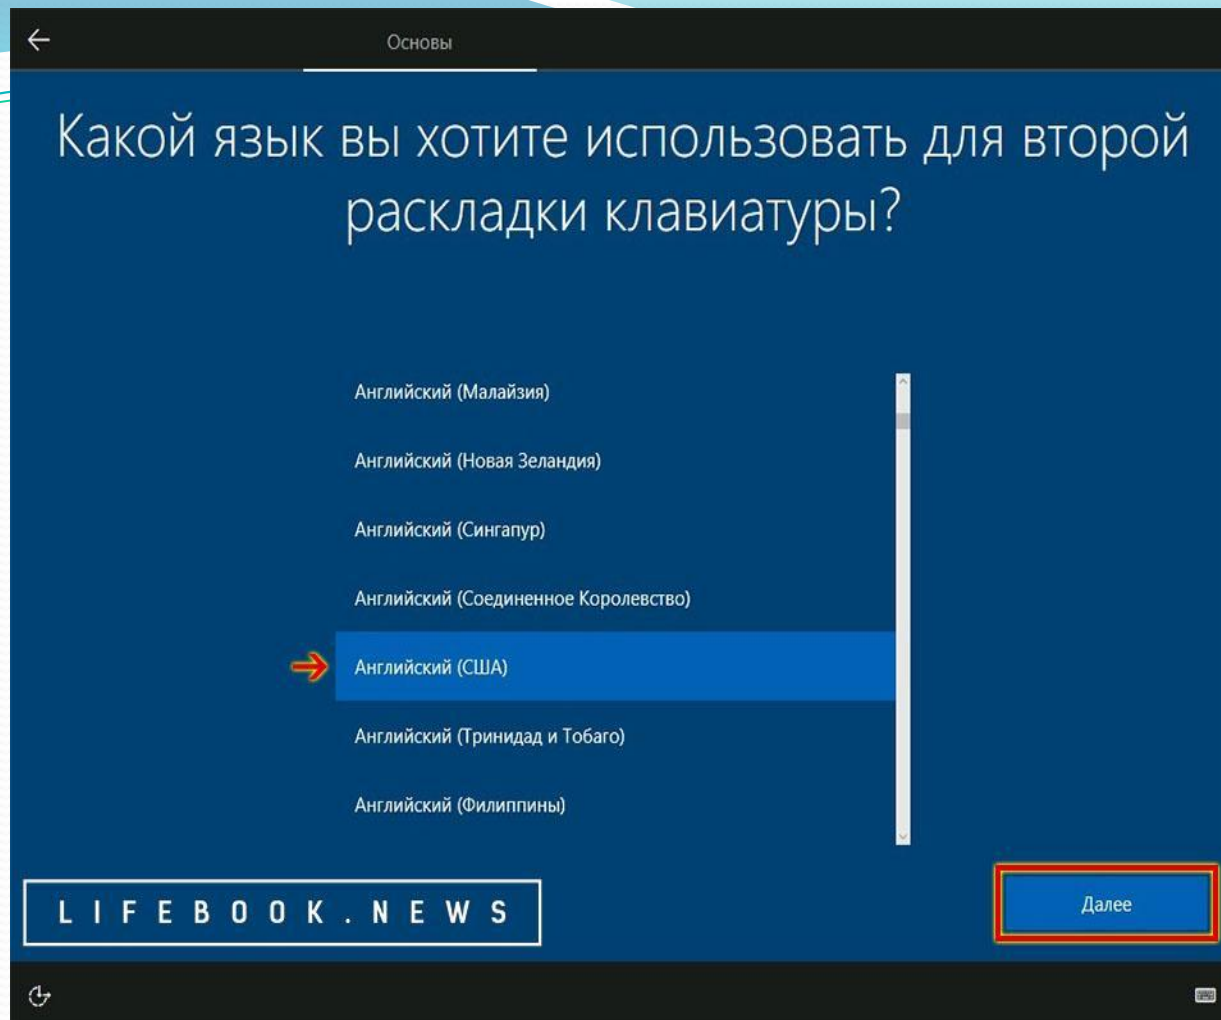 Основы
Какой язык вы хотите использовать для второй
раскладки клавиатуры?
Английский (Малайзия)
Английский (Новая Зеландия)
Английский (Сингапур)
Английский (Соединенное Королевство)
Английский (США)
Английский (Тринидад и Тобаго)
Английский (Филиппины)
LIFEBOOK.NEWS
Далее